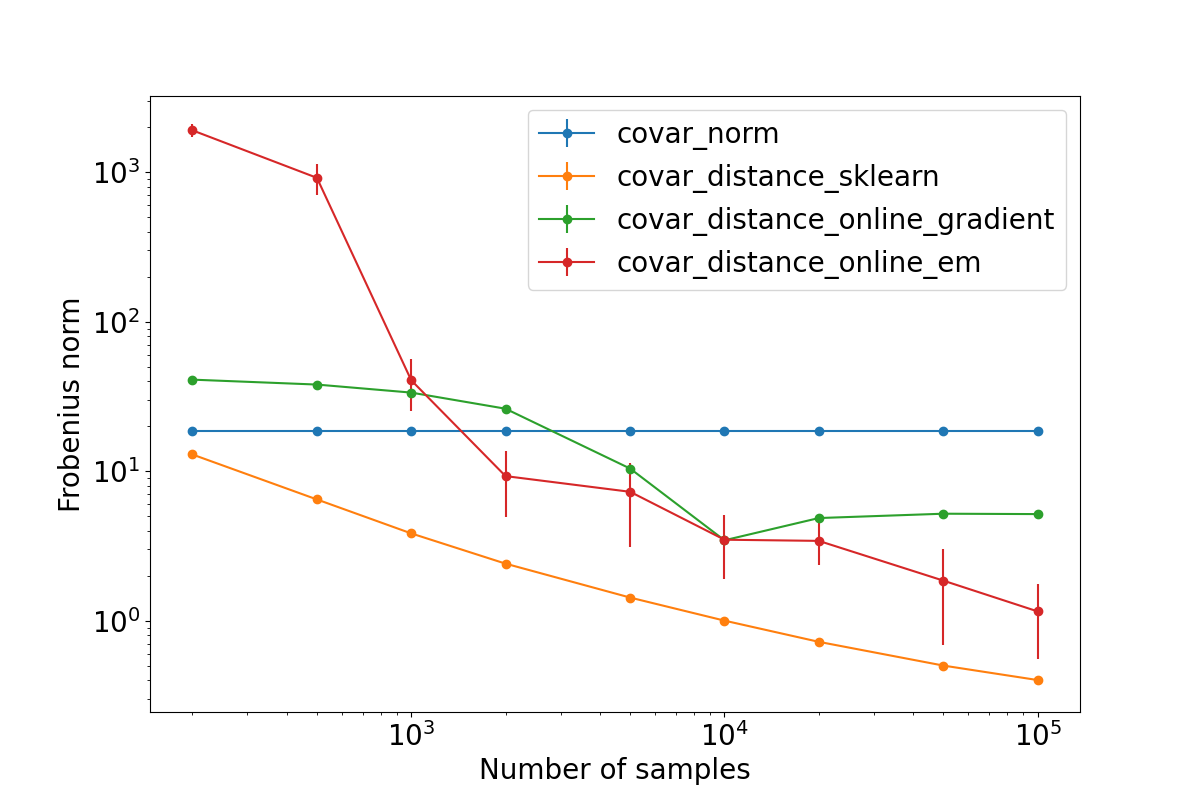 covar_norm
covar_distance_sklearn
covar_distance_online_gradient
covar_distance_online_em
Frobenius norm
10³
10²
10¹
10⁰
10³ 10⁴ 10⁵
Number of samples